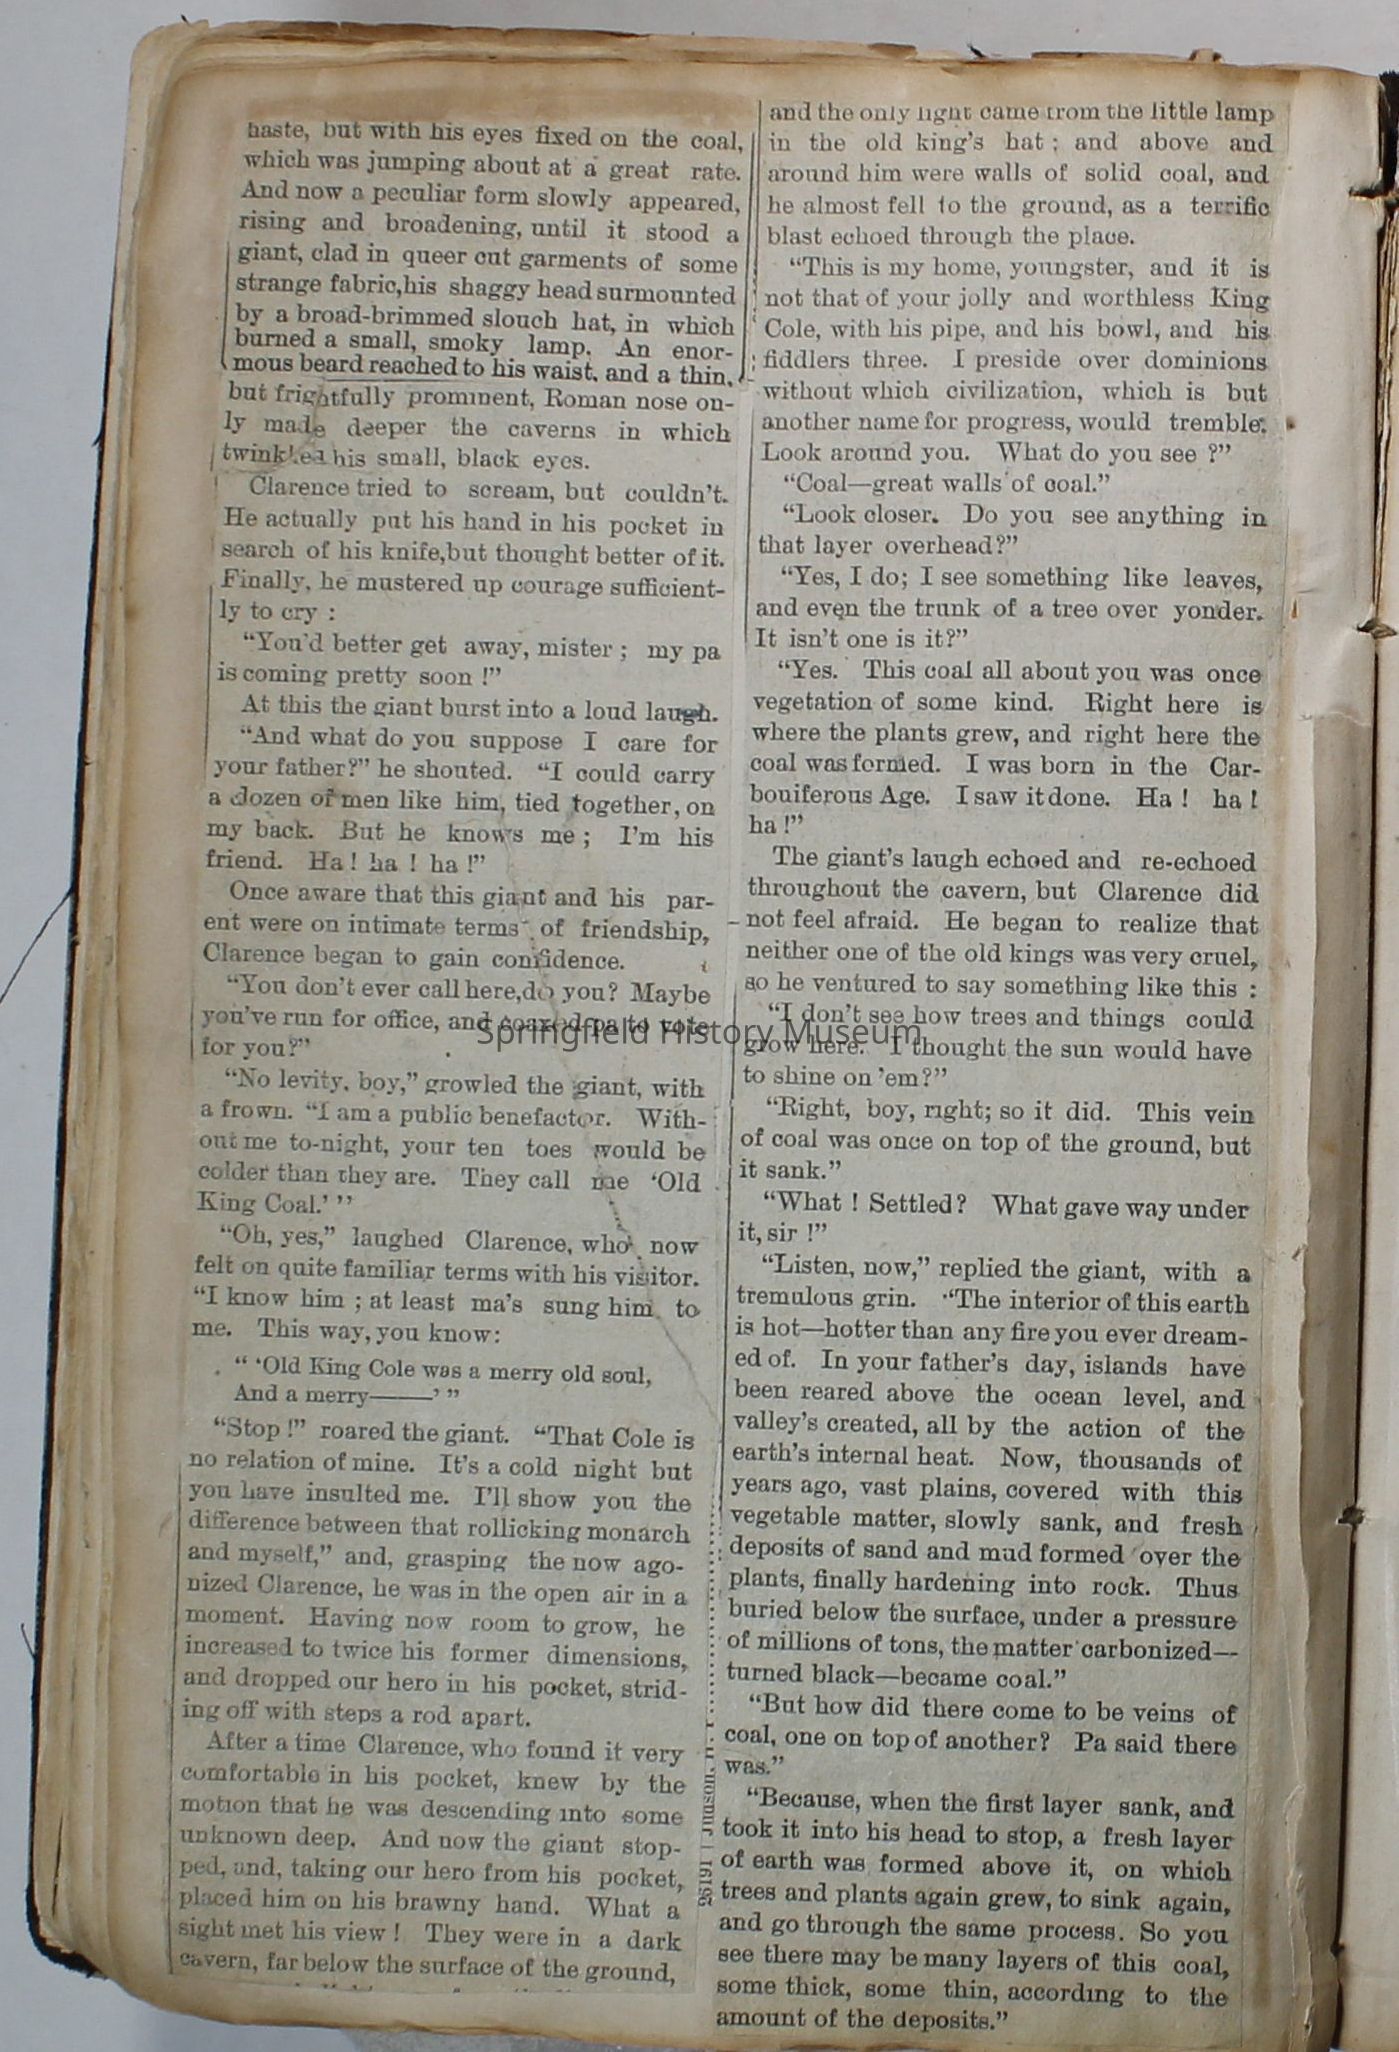 haste, but with his eyes fixed on the coal,
which was jumping about at a great rate.
And now a peculiar form slowly appeared,
rising and broadening, until it stood a
giant, clad in queer cut garments of some
strange fabric,his shaggy head surmounted
by a broad-brimmed slouch hat, in which
burned a small, smoky lamp. An enor-
mous beard reached to his waist, and a thin,
but frightfully prominent, Roman nose on-
ly made deeper the caverns in which
twinkled his small, black eyes.
Clarence tried to scream, but couldn't.
He actually put his hand in his pocket in
search of his knife,but thought better of it.
Finally, he mustered up courage sufficient-
ly to cry :
“You'd better get away, mister ; my pa
is coming pretty soon !”
At this the giant burst into a loud laugh.
“And what do you suppose I care for
your father?” he shouted. “I could carry
a dozen of men like him, tied together, on
my back. But he knows me ; I'm his
friend. Ha ! ha ! ha !”
Once aware that this giant and his par-
ent were on intimate terms of friendship,
Clarence began to gain confidence.
“You don't ever call here,do you? Maybe
you've run for office, and coaxed pa to vote
for you?”
“No levity, boy,” growled the giant, with
a frown. “I am a public benefactor. With-
out me to-night, your ten toes would be
colder than they are. They call me ‘Old
King Coal.’ ”
“Oh, yes,” laughed Clarence, who now
felt on quite familiar terms with his visitor.
“I know him ; at least ma's sung him to
me. This way, you know:
“ ‘Old King Cole was a merry old soul,
And a merry———’ ”
“Stop !” roared the giant. “That Cole is
no relation of mine. It's a cold night but
you have insulted me. I'll show you the
difference between that rollicking monarch
and myself,” and, grasping the now ago-
nized Clarence, he was in the open air in a
moment. Having now room to grow, he
increased to twice his former dimensions,
and dropped our hero in his pocket, strid-
ing off with steps a rod apart.
After a time Clarence, who found it very
comfortable in his pocket, knew by the
motion that he was descending into some
unknown deep. And now the giant stop-
ped, and, taking our hero from his pocket,
placed him on his brawny hand. What a
sight met his view ! They were in a dark
cavern, far below the surface of the ground,
and the only light came from the little lamp
in the old king's hat ; and above and
around him were walls of solid coal, and
he almost fell to the ground, as a terrific
blast echoed through the place.
“This is my home, youngster, and it is
not that of your jolly and worthless King
Cole, with his pipe, and his bowl, and his
fiddlers three. I preside over dominions
without which civilization, which is but
another name for progress, would tremble.
Look around you. What do you see ?”
“Coal—great walls of coal.”
“Look closer. Do you see anything in
that layer overhead?”
“Yes, I do; I see something like leaves,
and even the trunk of a tree over yonder.
It isn't one is it?”
“Yes. This coal all about you was once
vegetation of some kind. Right here is
where the plants grew, and right here the
coal was formed. I was born in the Car-
bouiferous Age. I saw it done. Ha ! ha !
ha !”
The giant's laugh echoed and re-echoed
throughout the cavern, but Clarence did
not feel afraid. He began to realize that
neither one of the old kings was very cruel,
so he ventured to say something like this :
“I don't see how trees and things could
grow here. I thought the sun would have
to shine on 'em?”
“Right, boy, right; so it did. This vein
of coal was once on top of the ground, but
it sank.”
“What ! Settled ? What gave way under
it, sir !”
“Listen, now,” replied the giant, with a
tremulous grin. “The interior of this earth
is hot—hotter than any fire you ever dream-
ed of. In your father's day, islands have
been reared above the ocean level, and
valley's created, all by the action of the
earth's internal heat. Now, thousands of
years ago, vast plains, covered with this
vegetable matter, slowly sank, and fresh
deposits of sand and mud formed over the
plants, finally hardening into rock. Thus
buried below the surface, under a pressure
of millions of tons, the matter carbonized—
turned black—became coal.”
“But how did there come to be veins of
coal, one on top of another? Pa said there
was.”
“Because, when the first layer sank, and
took it into his head to stop, a fresh layer
of earth was formed above it, on which
trees and plants again grew, to sink again,
and go through the same process. So you
see there may be many layers of this coal,
some thick, some thin, according to the
amount of the deposits.”
Springfield History Museum